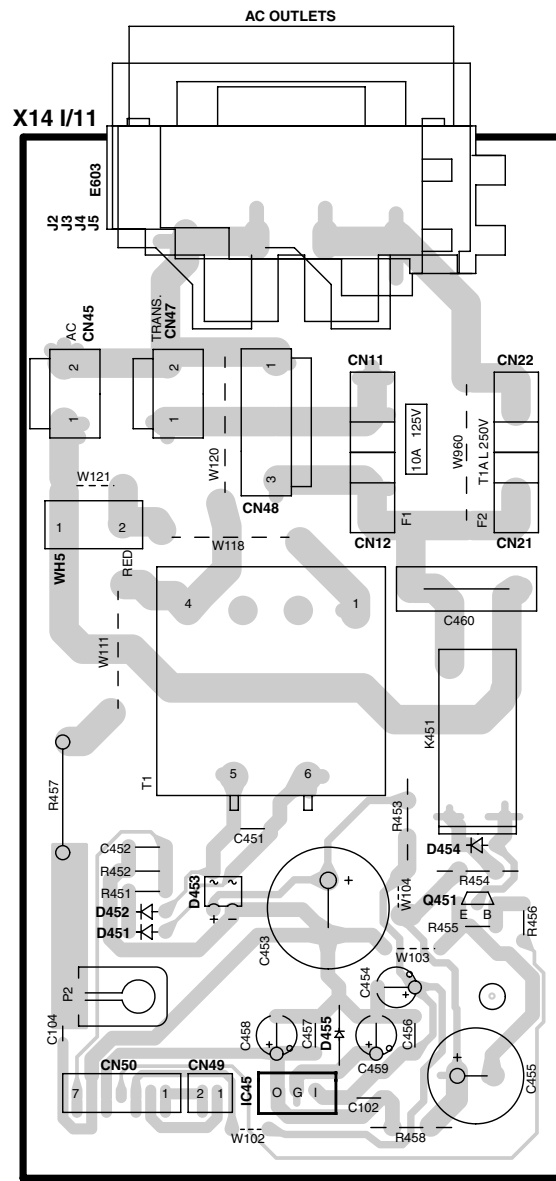 AC OUTLETS
X14 I/11
E603
J2
J3
J4
J5
AC
CN45
TRANS.
CN47
CN11
CN22
2
2
1
1
1
3
W120
10A 125V
W960
T1A L 250V
W121
CN48
F1
F2
1
2
WH5
RED
W118
CN12
CN21
4
1
C460
W111
K451
R457
T1
5
6
C451
R453
C452
R452
R451
D452
D451
D453
~ ~
+ -
C453
+
D454
R454
Q451
E B
R455
R456
W104
W103
P2
C104
C454
+
C458
+
C457
D455
+
C456
C459
+
C455
CN50
CN49
IC45
7
1
2 1
O G I
C102
W102
R458